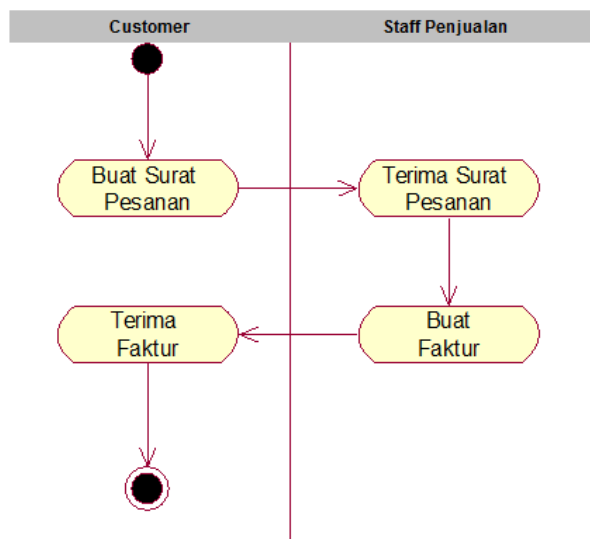 Customer
Staff Penjualan
Buat Surat
Pesanan
Terima Surat
Pesanan
Terima
Faktur
Buat
Faktur